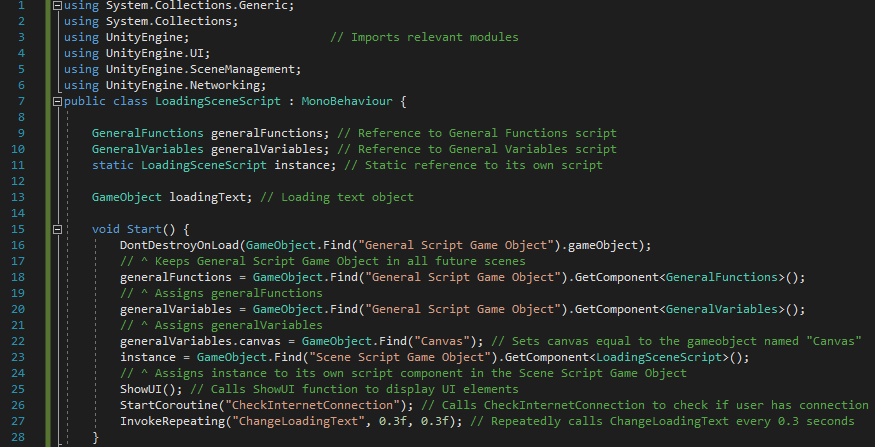 1 using System.Collections.Generic;
2 using System.Collections;
3 using UnityEngine; // Imports relevant modules
4 using UnityEngine.UI;
5 using UnityEngine.SceneManagement;
6 using UnityEngine.Networking;
7 public class LoadingSceneScript : MonoBehaviour {
8
9 GeneralFunctions generalFunctions; // Reference to General Functions script
10 GeneralVariables generalVariables; // Reference to General Variables script
11 static LoadingSceneScript instance; // Static reference to its own script
12
13 GameObject loadingText; // Loading text object
14
15 void Start() {
16 DontDestroyOnLoad(GameObject.Find("General Script Game Object").gameObject);
17 // ^ Keeps General Script Game Object in all future scenes
18 generalFunctions = GameObject.Find("General Script Game Object").GetComponent<GeneralFunctions>();
19 // ^ Assigns generalFunctions
20 generalVariables = GameObject.Find("General Script Game Object").GetComponent<GeneralVariables>();
21 // ^ Assigns generalVariables
22 generalVariables.canvas = GameObject.Find("Canvas"); // Sets canvas equal to the gameobject named "Canvas"
23 instance = GameObject.Find("Scene Script Game Object").GetComponent<LoadingSceneScript>();
24 // ^ Assigns instance to its own script component in the Scene Script Game Object
25 ShowUI(); // Calls ShowUI function to display UI elements
26 StartCoroutine("CheckInternetConnection"); // Calls CheckInternetConnection to check if user has connection
27 InvokeRepeating("ChangeLoadingText", 0.3f, 0.3f); // Repeatedly calls ChangeLoadingText every 0.3 seconds
28 }